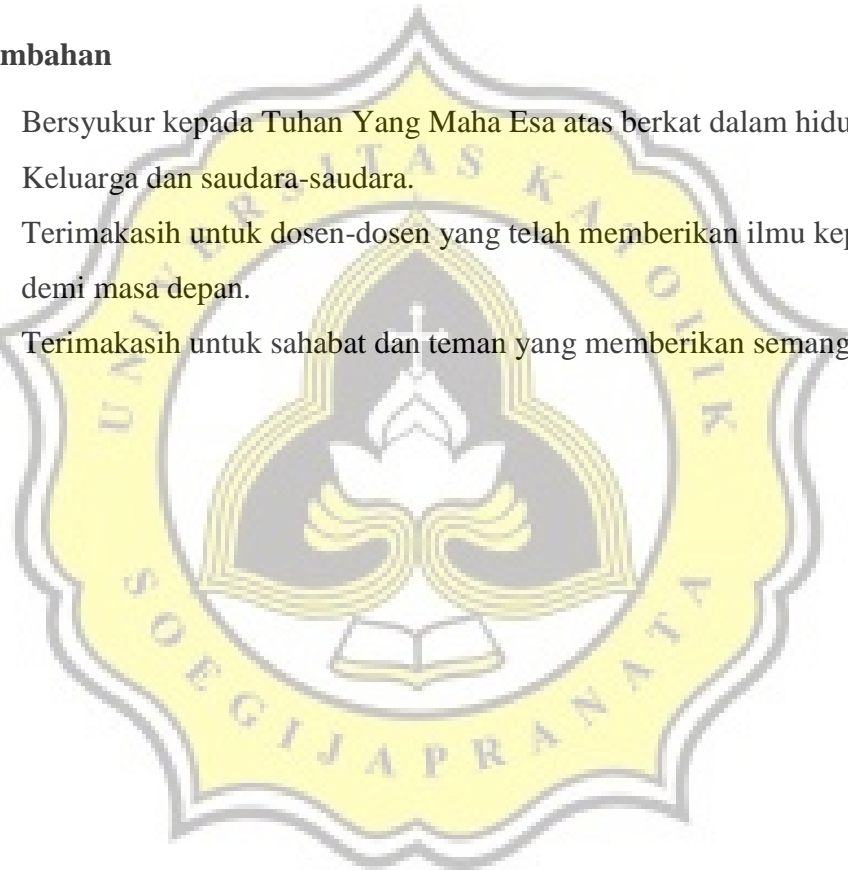 mbahan
Bersyukur kepada Tuhan Yang Maha Esa atas berkat dalam hidu
Keluarga dan saudara-saudara.
Terimakasih untuk dosen-dosen yang telah memberikan ilmu kep
demi masa depan.
Terimakasih untuk sahabat dan teman yang memberikan semang
UNIVERSITAS KATOLIK
SOEGIJAPRANATA